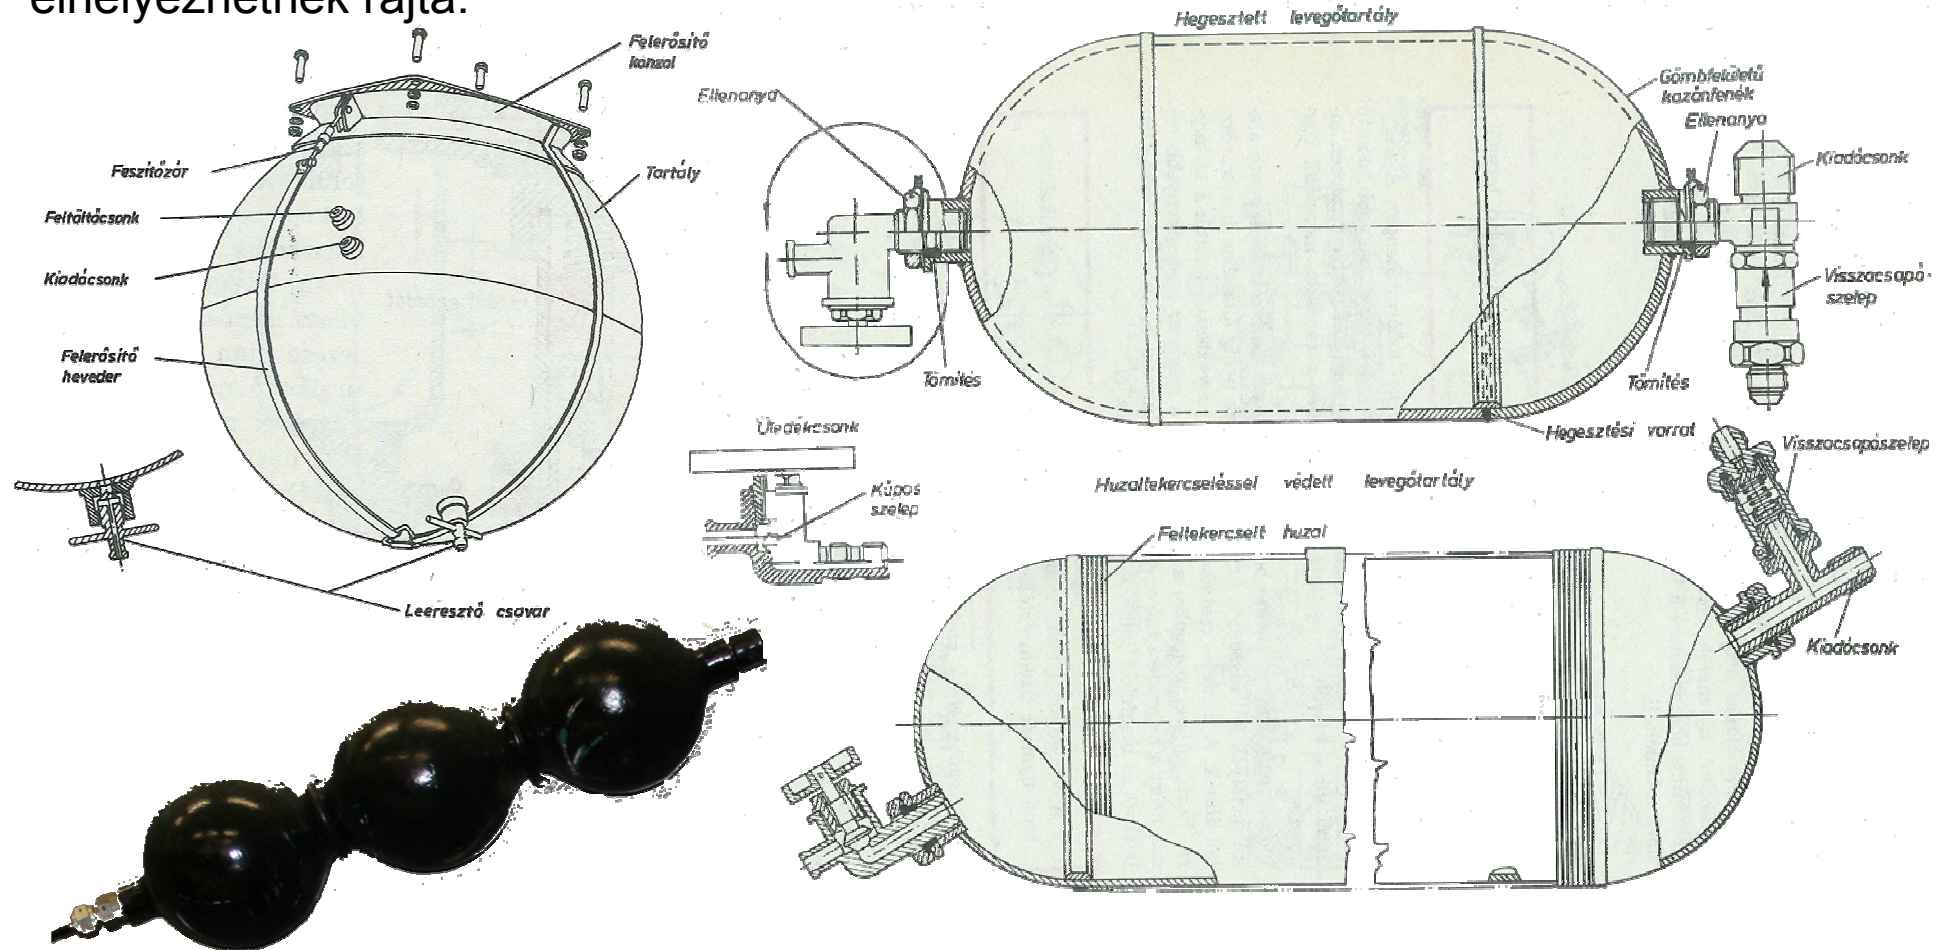 elhelyezhetnek rajta.
Felerősítő
konzol
Feszítőzár
Feltöltőcsonk
Kiadócsonk
Tartály
Felerősítő
heveder
Leeresztő csavar
Hegesztett levegőtartály
Ellenanya
Gömbfelületű
kazánfenék
Ellenanya
Kiadócsonk
Visszacsapó-
szelep
Tömítés
Tömítés
Hegesztési varrat
Üledékcsonk
Kúpos
szelep
Huzaltekercseléssel védett levegőtartály
Feltekercselt huzal
Visszacsapószelep
Kiadócsonk